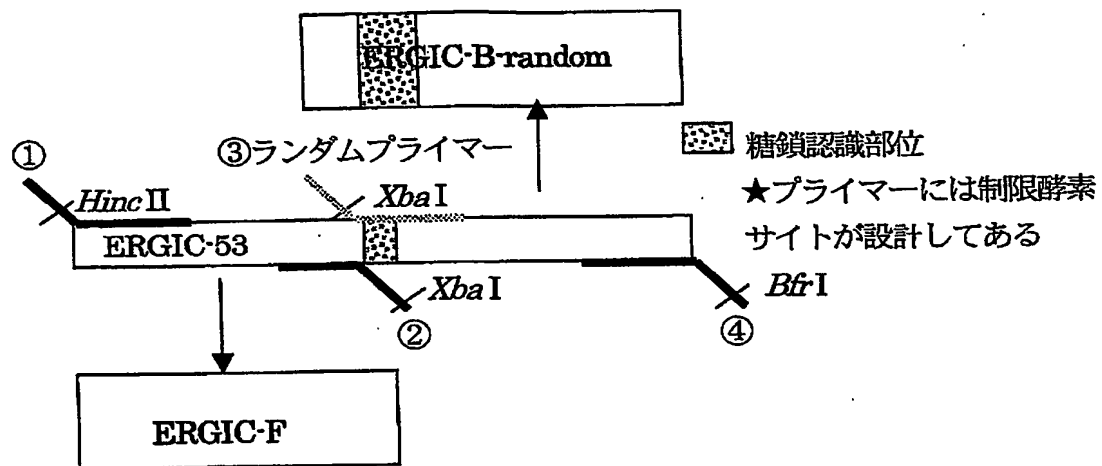 ERGIC-B-random
① ③ランダムプライマー
糖鎖認識部位
HincⅡ XbaⅠ
★プライマーには制限酵素
サイトが設計してある
ERGIC-53
XbaⅠ BfrⅠ
② ④
ERGIC-F